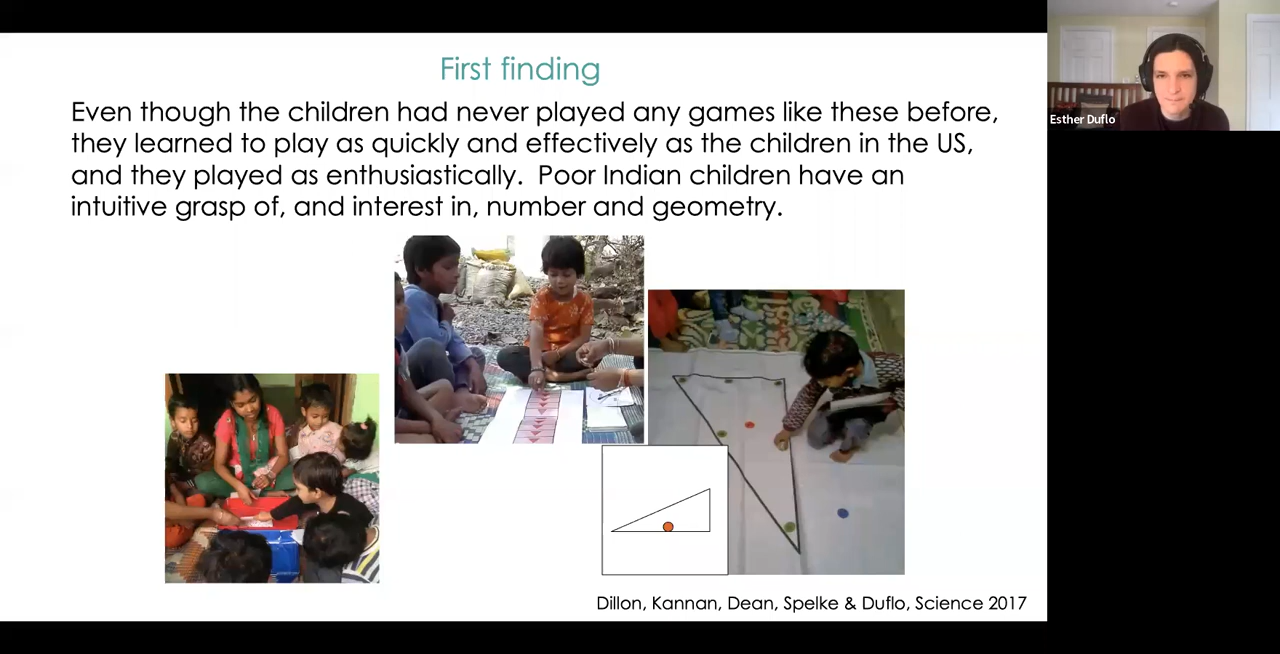 First finding
Even though the children had never played any games like these before,
they learned to play as quickly and effectively as the children in the US,
and they played as enthusiastically.  Poor Indian children have an
intuitive grasp of, and interest in, number and geometry.
Dillon, Kannan, Dean, Spelke & Duflo, Science 2017
Esther Duflo